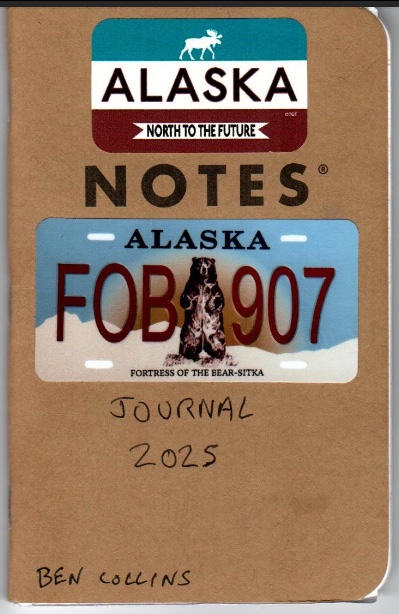 ALASKA
NORTH TO THE FUTURE
NOTES®
ALASKA
FOB 907
FORTRESS OF THE BEAR-SITKA
JOURNAL
2025
BEN COLLINS